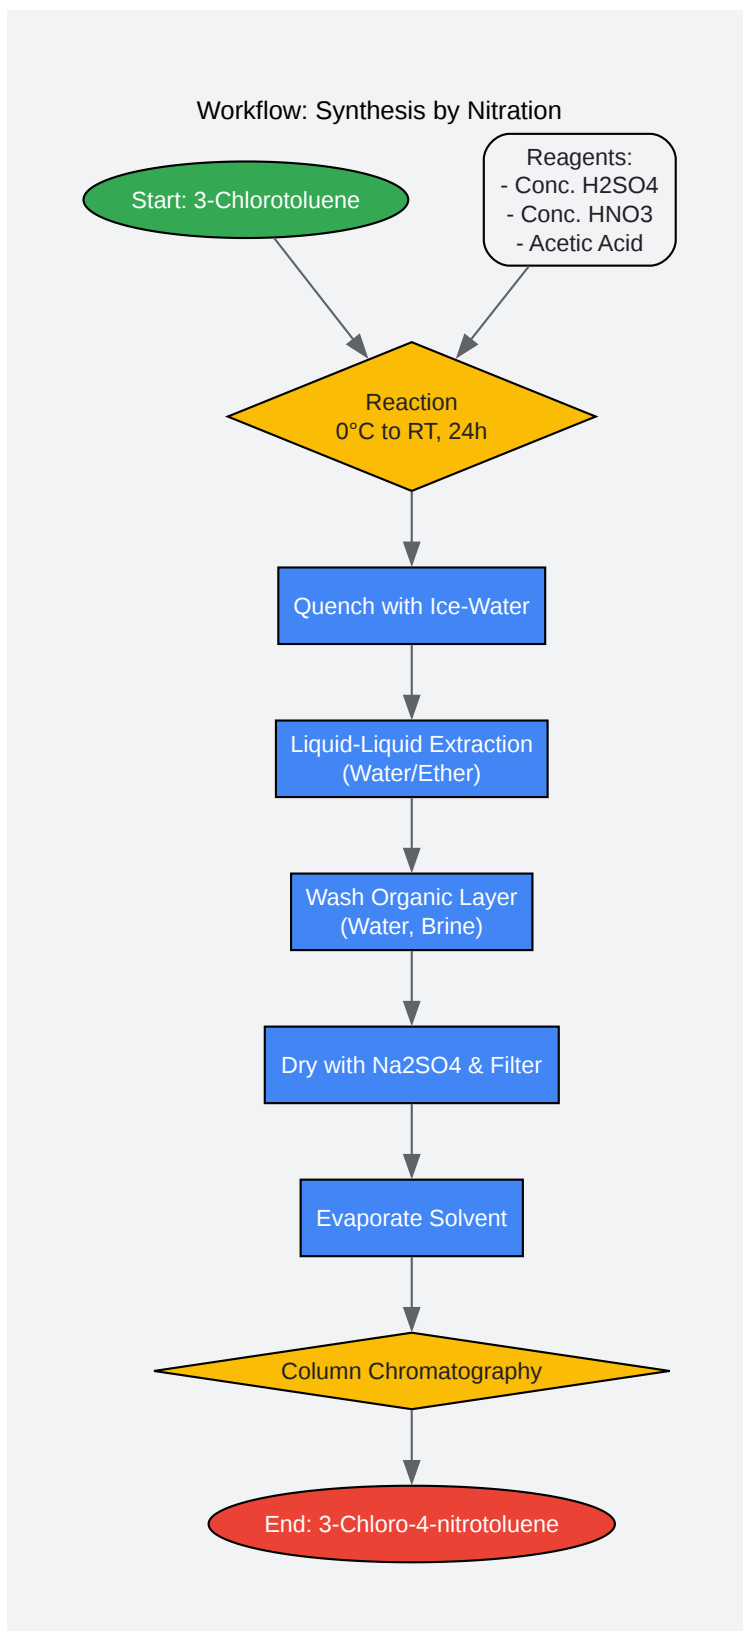 Workflow: Synthesis by Nitration
Start: 3-Chlorotoluene
Reagents:
- Conc. H2SO4
- Conc. HNO3
- Acetic Acid
Reaction
0°C to RT, 24h
Quench with Ice-Water
Liquid-Liquid Extraction
(Water/Ether)
Wash Organic Layer
(Water, Brine)
Dry with Na2SO4 & Filter
Evaporate Solvent
Column Chromatography
End: 3-Chloro-4-nitrotoluene